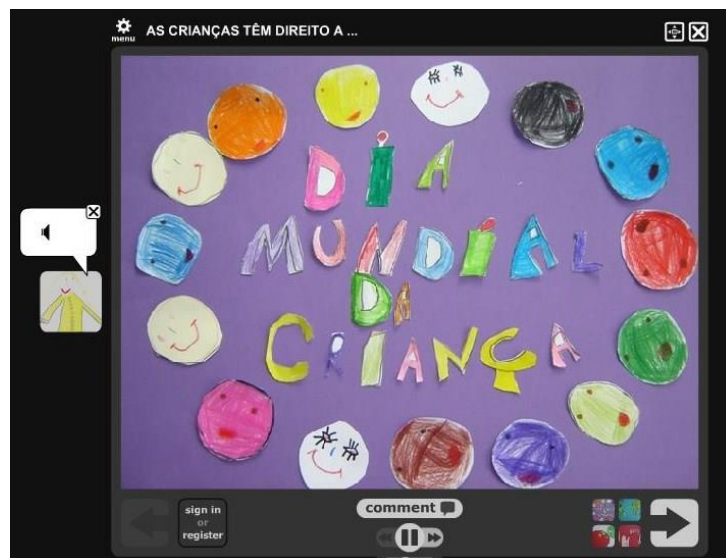 menu
AS CRIANÇAS TÊM DIREITO A ...
DIA
MUNDIAL
DA
CRIANÇA
sign in
or
register
comment